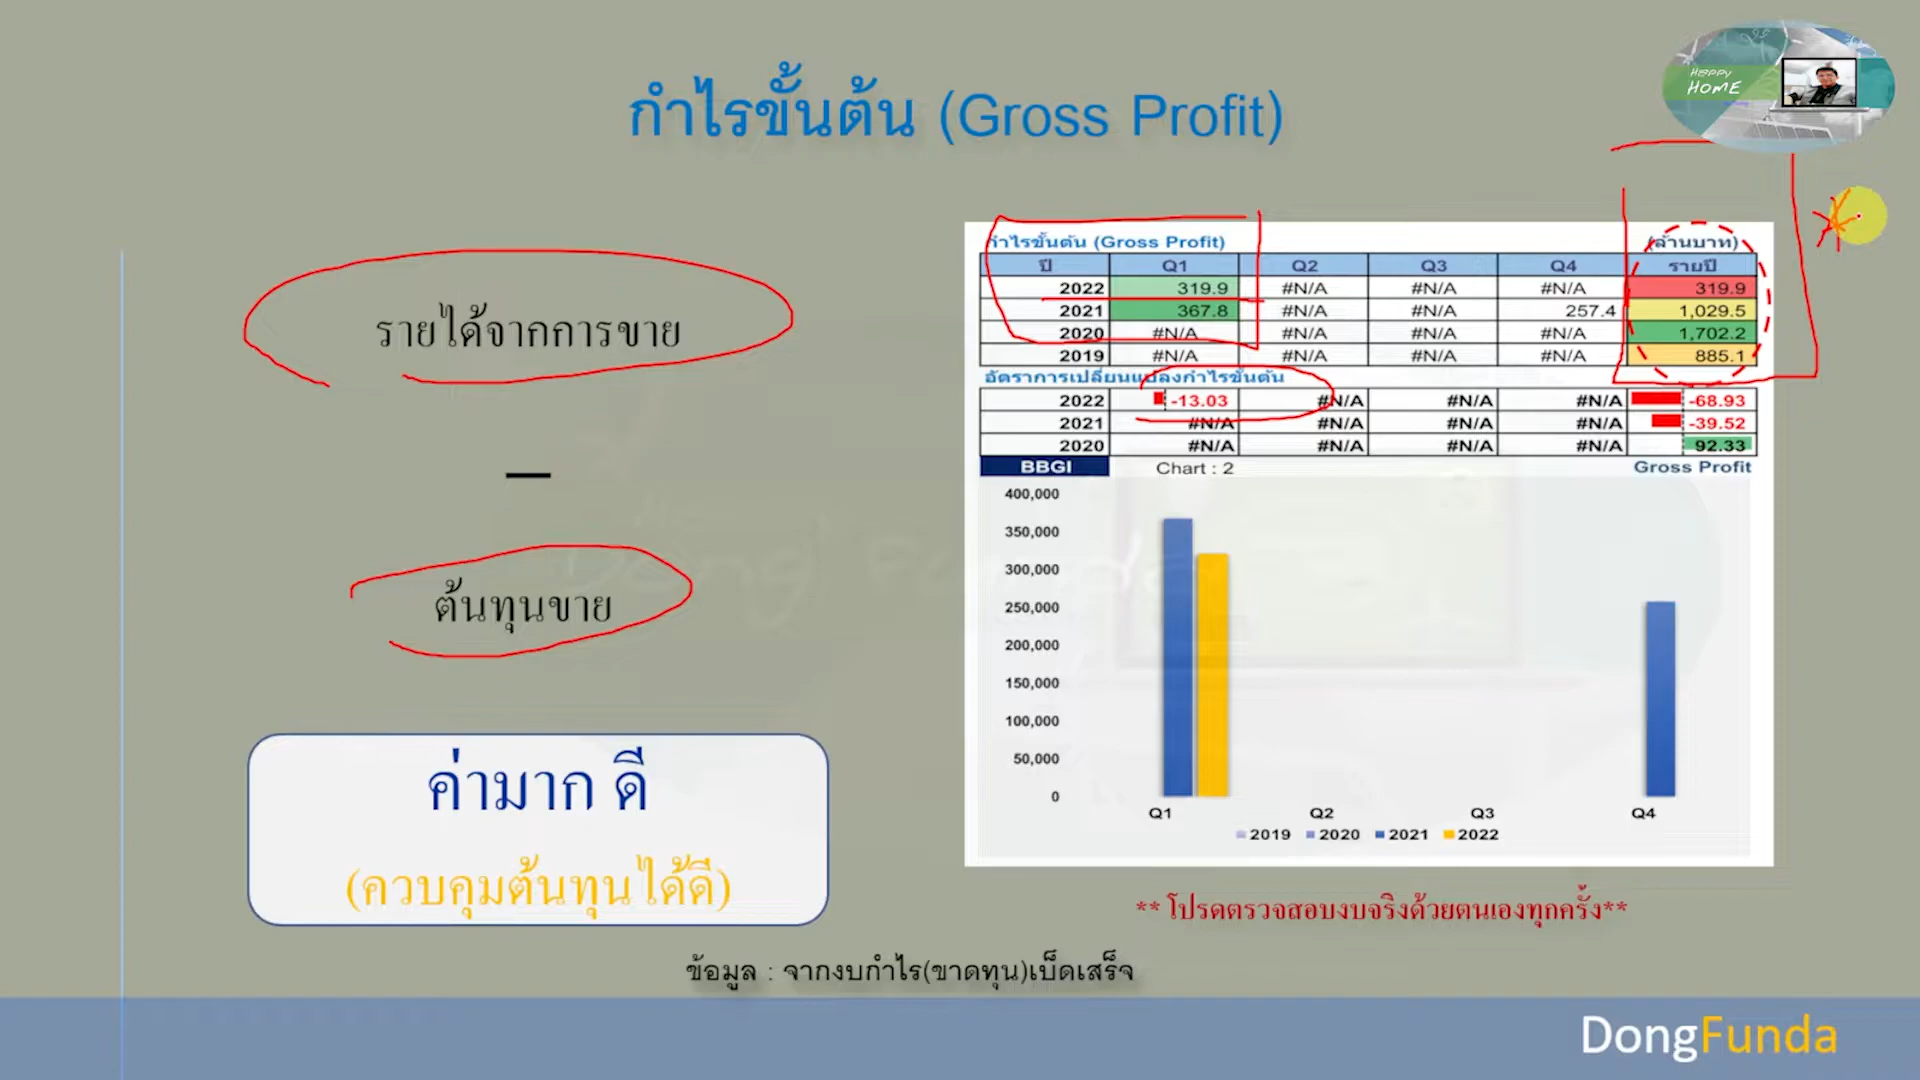 กำไรขั้นต้น (Gross Profit)
HAPPY
HOME
รายได้จากการขาย
–
ต้นทุนขาย
ค่ามาก ดี
(ควบคุมต้นทุนได้ดี)
กำไรขั้นต้น (Gross Profit) (ล้านบาท)
ปี Q1 Q2 Q3 Q4 รายปี
2022 319.9 #N/A #N/A #N/A 319.9
2021 367.8 #N/A #N/A 257.4 1,029.5
2020 #N/A #N/A #N/A #N/A 1,702.2
2019 #N/A #N/A #N/A #N/A 885.1
อัตราการเปลี่ยนแปลงกำไรขั้นต้น
2022 -13.03 #N/A #N/A #N/A -68.93
2021 #N/A #N/A #N/A #N/A -39.52
2020 #N/A #N/A #N/A #N/A 92.33
BBGI Chart : 2 Gross Profit
400,000
350,000
300,000
250,000
200,000
150,000
100,000
50,000
0
Q1 Q2 Q3 Q4
2019 2020 2021 2022
** โปรดตรวจสอบงบจริงด้วยตนเองทุกครั้ง**
ข้อมูล : จากงบกำไร(ขาดทุน)เบ็ดเสร็จ
DongFunda